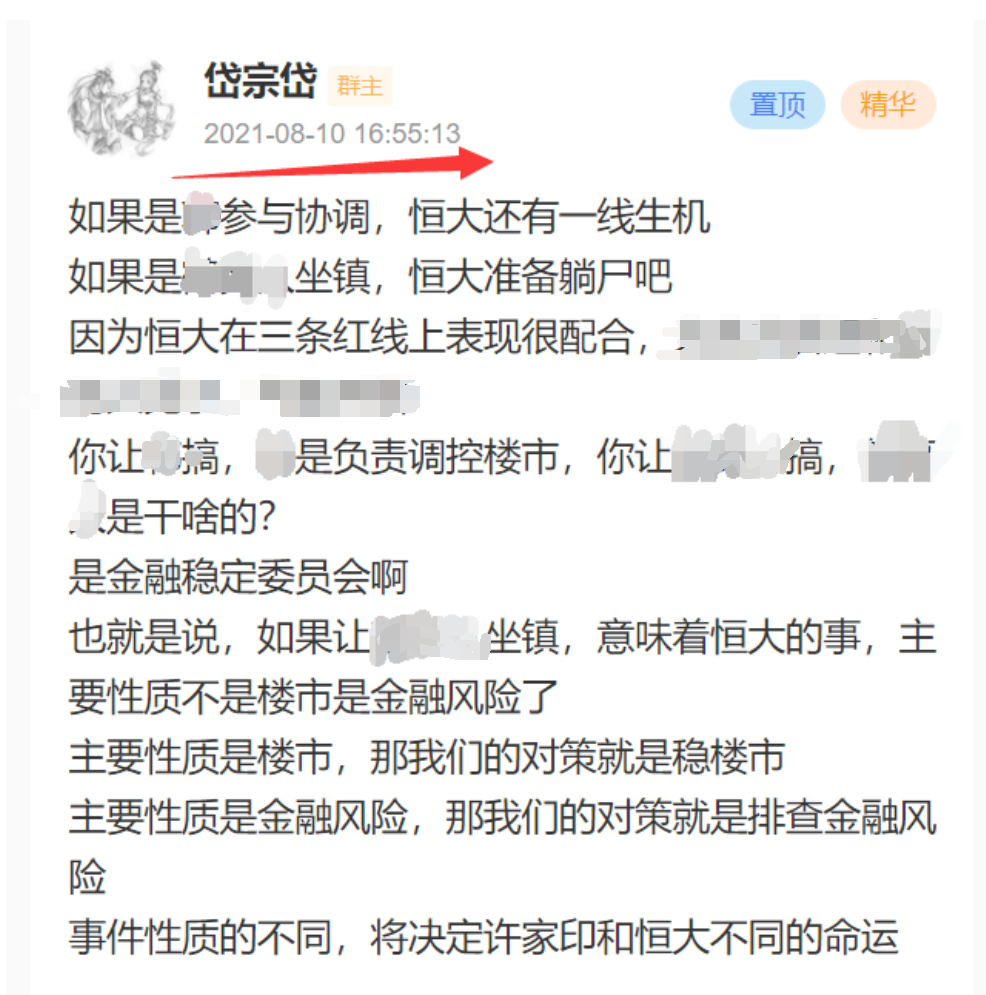 岱宗岱 群主
置顶 精华
2021-08-10 16:55:13
如果是参与协调，恒大还有一线生机
如果是坐镇，恒大准备躺尸吧
因为恒大在三条红线上表现很配合，
你让搞，是负责调控楼市，你让搞，
是干啥的？
是金融稳定委员会啊
也就是说，如果让坐镇，意味着恒大的事，主
要性质不是楼市是金融风险了
主要性质是楼市，那我们的对策就是稳楼市
主要性质是金融风险，那我们的对策就是排查金融风
险
事件性质的不同，将决定许家印和恒大不同的命运